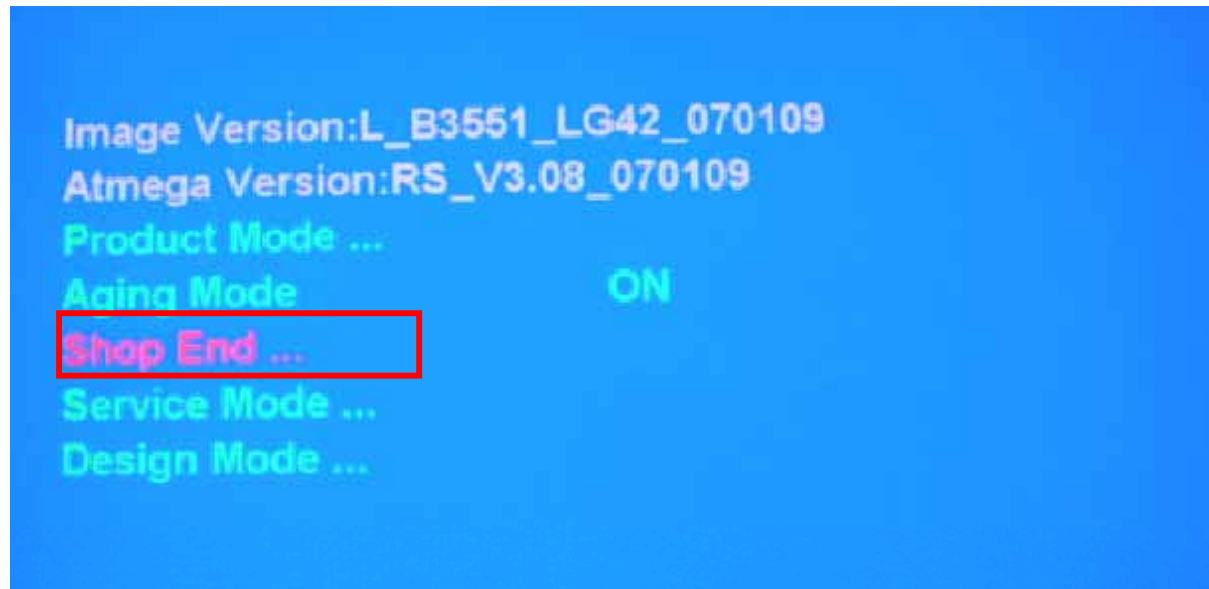 Image Version:L_B3551_LG42_070109
Atmega Version:RS_V3.08_070109
Product Mode ...
Aging Mode ON
Shop End ...
Service Mode ...
Design Mode ...